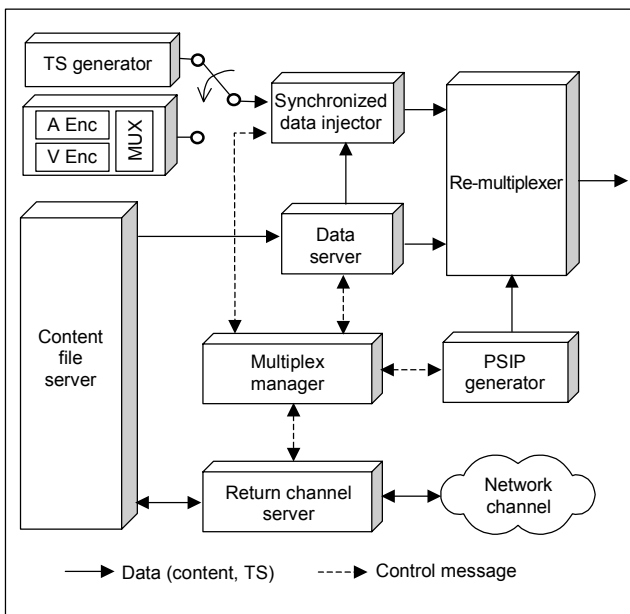 TS generator
A Enc
V Enc
MUX
Synchronized
data injector
Re-multiplexer
Data
server
Content
file
server
Multiplex
manager
PSIP
generator
Return channel
server
Network
channel
Data (content, TS)
Control message